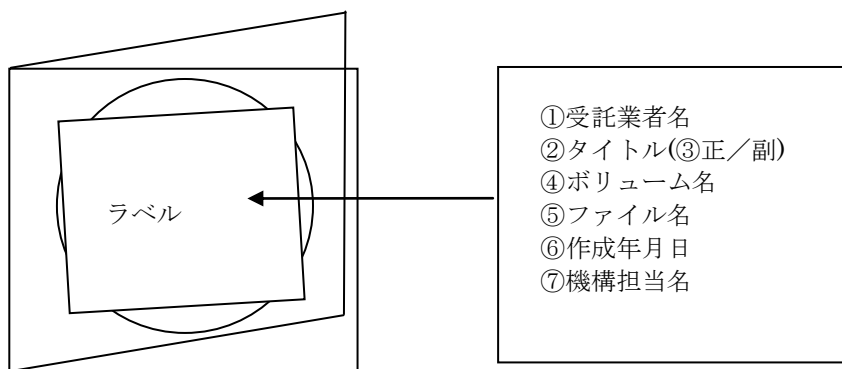 ラベル
①受託業者名
②タイトル(③正／副)
④ボリューム名
⑤ファイル名
⑥作成年月日
⑦機構担当名